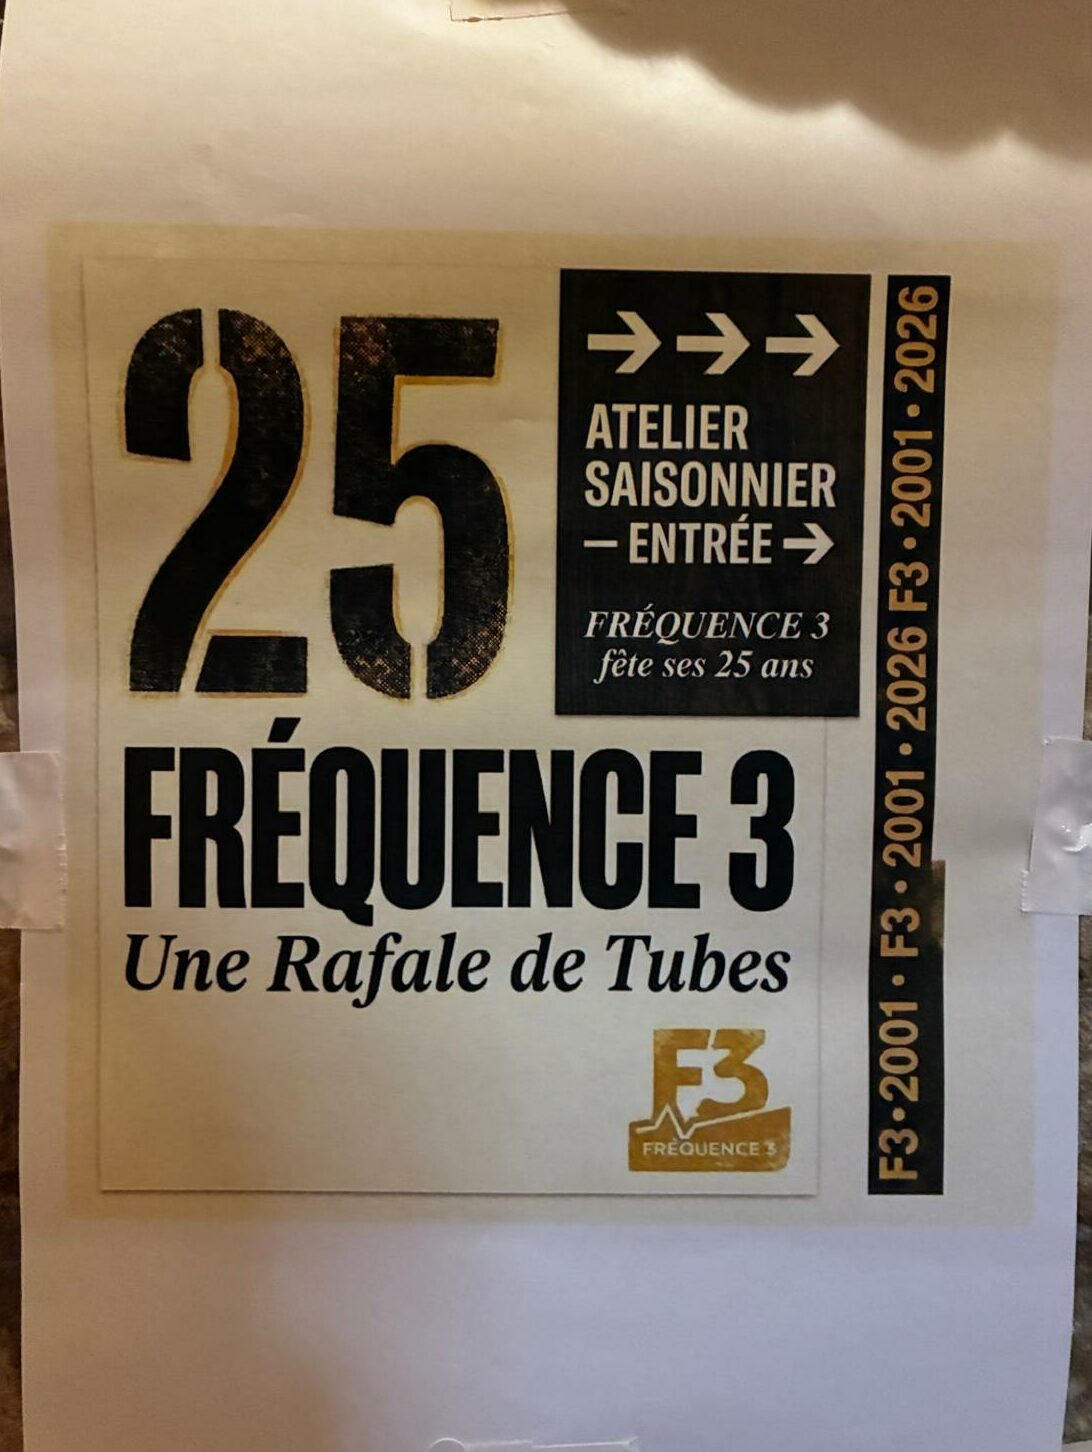 25
→→→
ATELIER
SAISONNIER
– ENTRÉE →
FRÉQUENCE 3
fête ses 25 ans
FRÉQUENCE 3
Une Rafale de Tubes
F3
FRÉQUENCE 3
F3•2001 • F3 • 2001 • 2026 F3 • 2001 • 2026